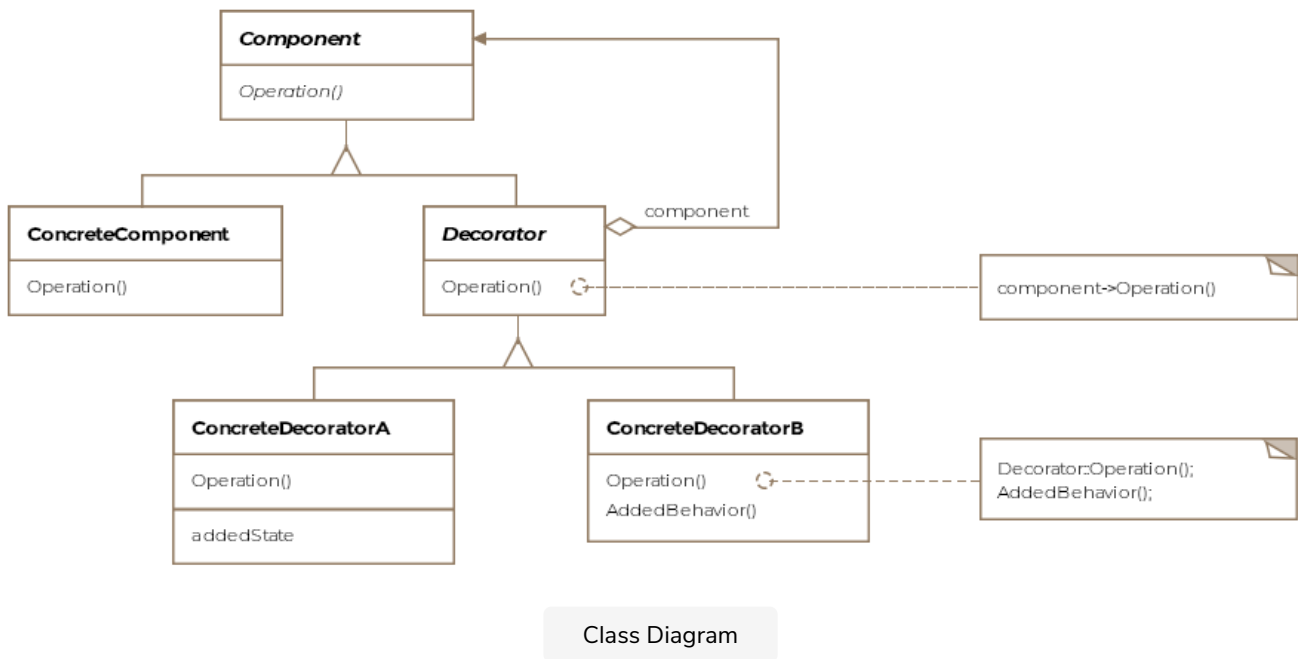 Component
Operation()
component
ConcreteComponent
Operation()
Decorator
Operation()
component->Operation()
ConcreteDecoratorA
Operation()
addedState
ConcreteDecoratorB
Operation()
AddedBehavior()
Decorator::Operation();
AddedBehavior();
Class Diagram